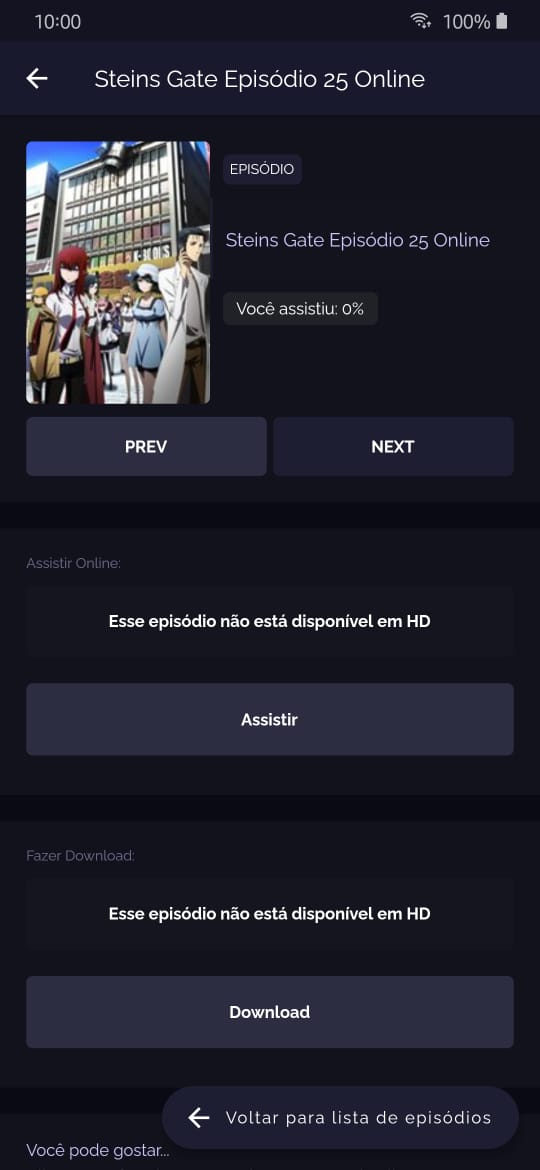 10:00
100%
Steins Gate Episódio 25 Online
EPISÓDIO
Steins Gate Episódio 25 Online
Você assistiu: 0%
PREV
NEXT
Assistir Online:
Esse episódio não está disponível em HD
Assistir
Fazer Download:
Esse episódio não está disponível em HD
Download
Voltar para lista de episódios
Você pode gostar...